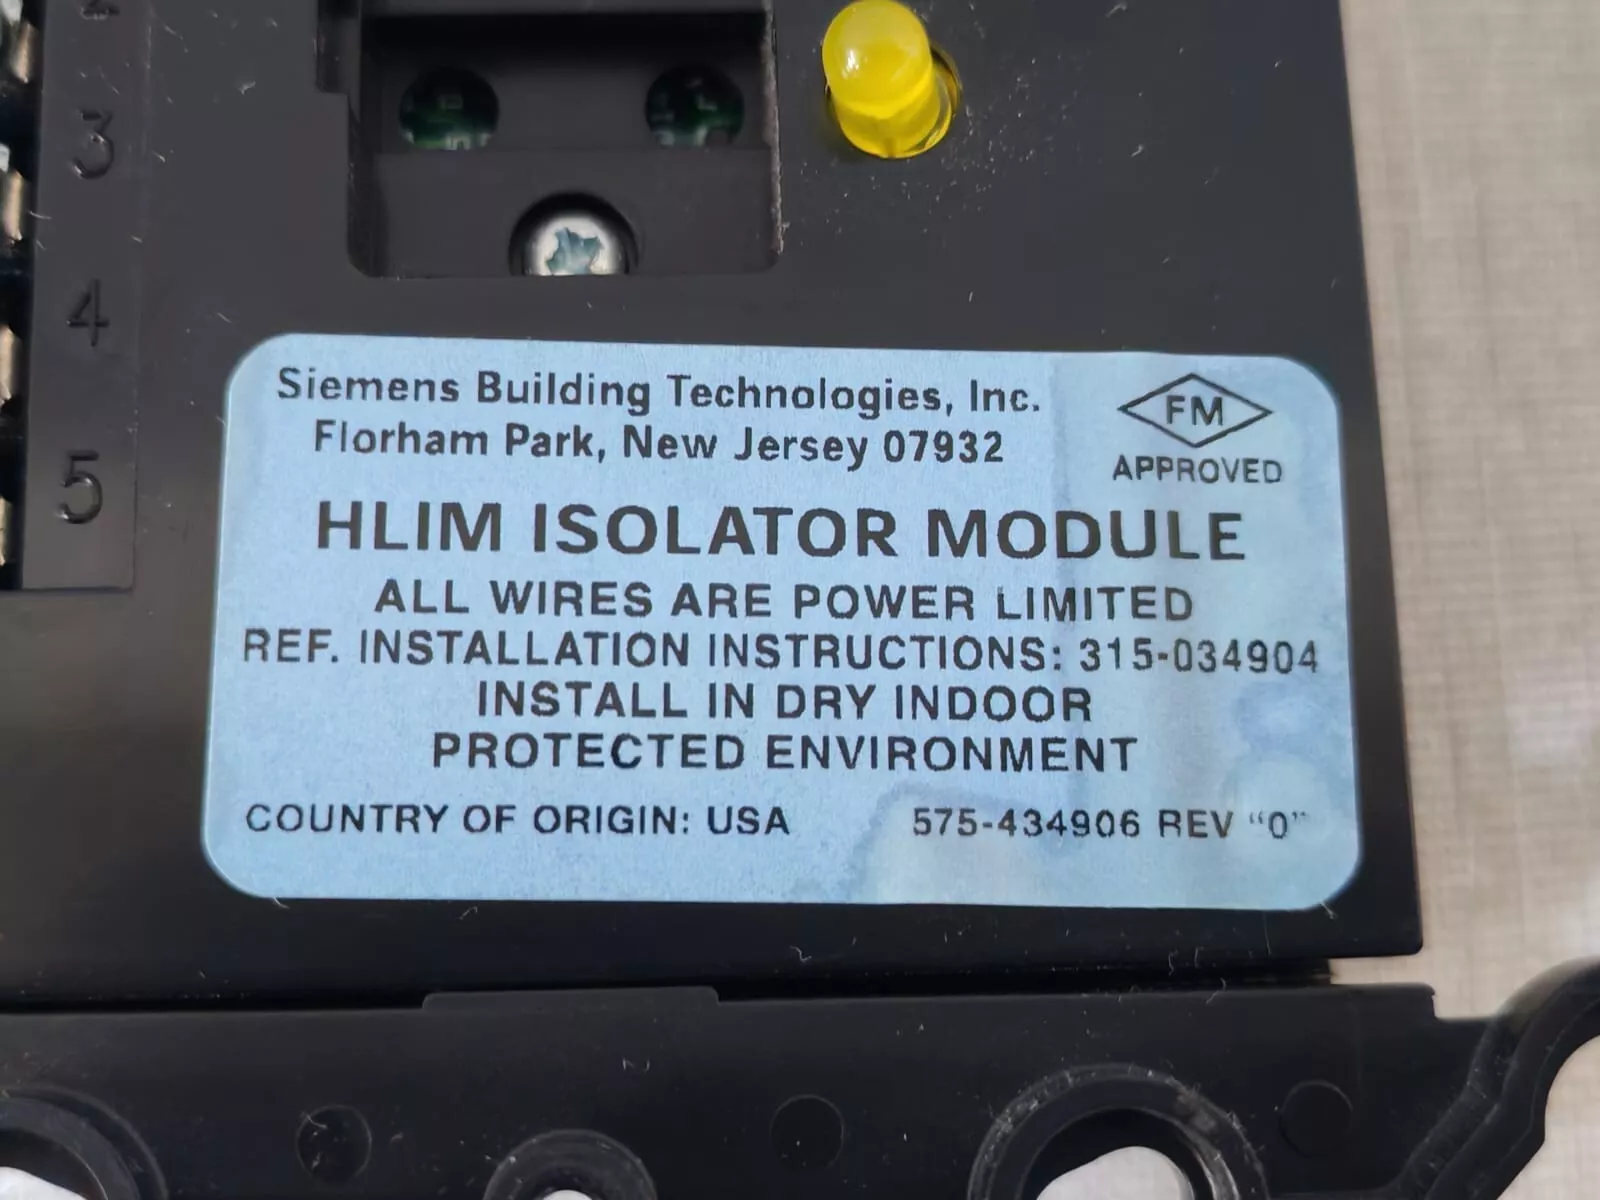 2
3
4
5
Siemens Building Technologies, Inc.
Florham Park, New Jersey 07932
FM
APPROVED
HLIM ISOLATOR MODULE
ALL WIRES ARE POWER LIMITED
REF. INSTALLATION INSTRUCTIONS: 315-034904
INSTALL IN DRY INDOOR
PROTECTED ENVIRONMENT
COUNTRY OF ORIGIN: USA 575-434906 REV “0”